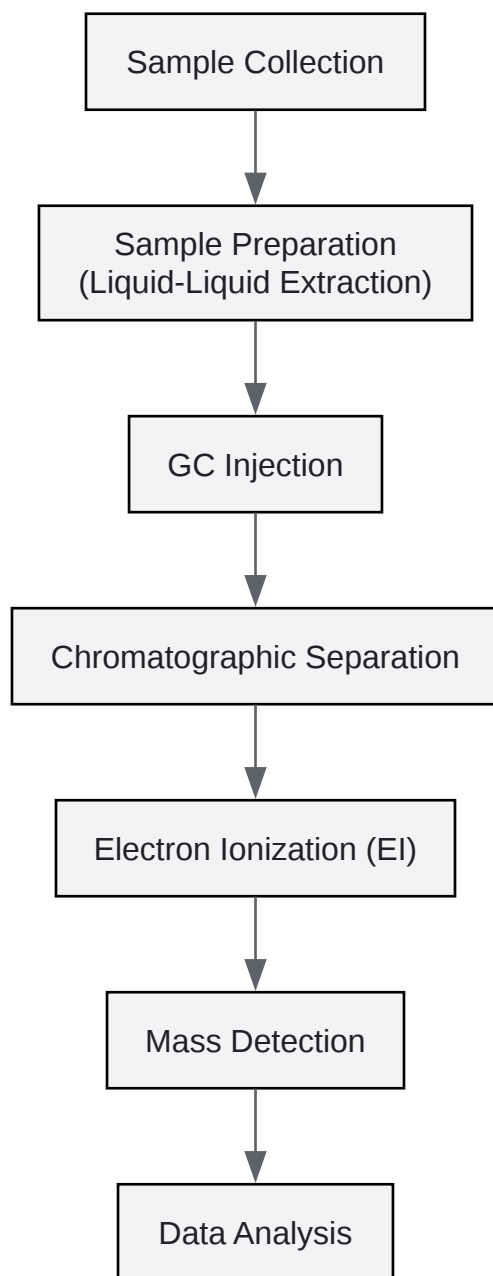 Sample Collection
Sample Preparation
(Liquid-Liquid Extraction)
GC Injection
Chromatographic Separation
Electron Ionization (EI)
Mass Detection
Data Analysis